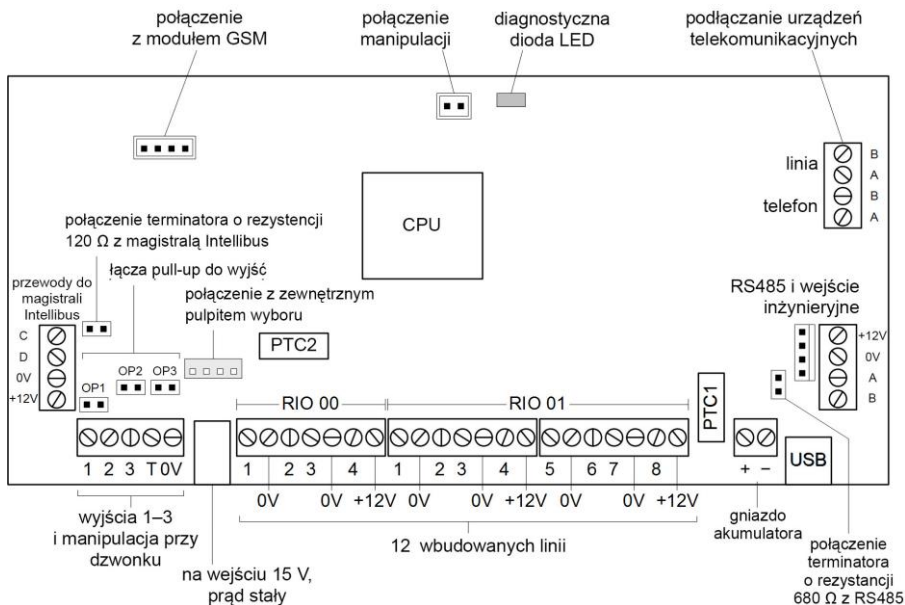 połączenie
z modułem GSM
połączenie
manipulacji
diagnostyczna
dioda LED
podłączanie urządzeń
telekomunikacyjnych
linia
telefon
B
A
B
A
CPU
połączenie terminatora o rezystencji
120 Ω z magistralą Intellibus
łącza pull-up do wyjść
przewody do
magistrali
Intellibus
połączenie z zewnętrznym
pulpitem wyboru
RS485 i wejście
inżynieryjne
C
D
0V
+12V
OP1
OP2
OP3
PTC2
PTC1
+12V
0V
A
B
RIO 00
RIO 01
1 2 3 T 0V
1 2 3 4 1 2 3 4 5 6 7 8
0V 0V +12V 0V 0V +12V 0V 0V +12V
+ −
USB
wyjścia 1–3
i manipulacja przy
dzwonku
na wejściu 15 V,
prąd stały
12 wbudowanych linii
gniazdo
akumulatora
połączenie
terminatora
o rezystancji
680 Ω z RS485